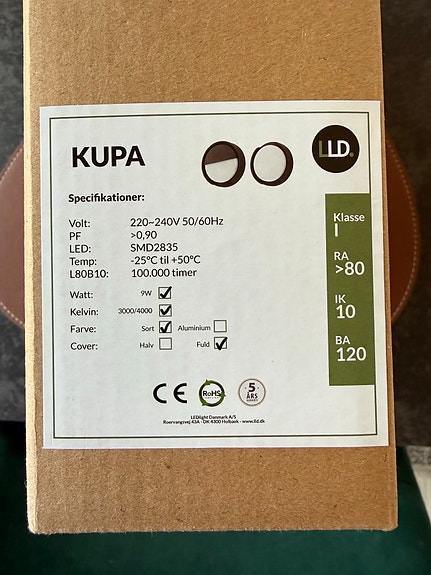 KUPA
LLD.
Specifikationer:
Volt: 220~240V 50/60Hz
PF >0,90
LED: SMD2835
Temp: -25°C til +50°C
L80B10: 100.000 timer
Watt: 9W
Kelvin: 3000/4000
Farve: Sort Aluminium
Cover: Halv Fuld
Klasse
I
RA
>80
IK
10
BA
120
CE
RoHS
5
ÅRS
LEDlight Danmark A/S
Roervangsvej 43A - DK 4300 Holbaek - www.lld.dk